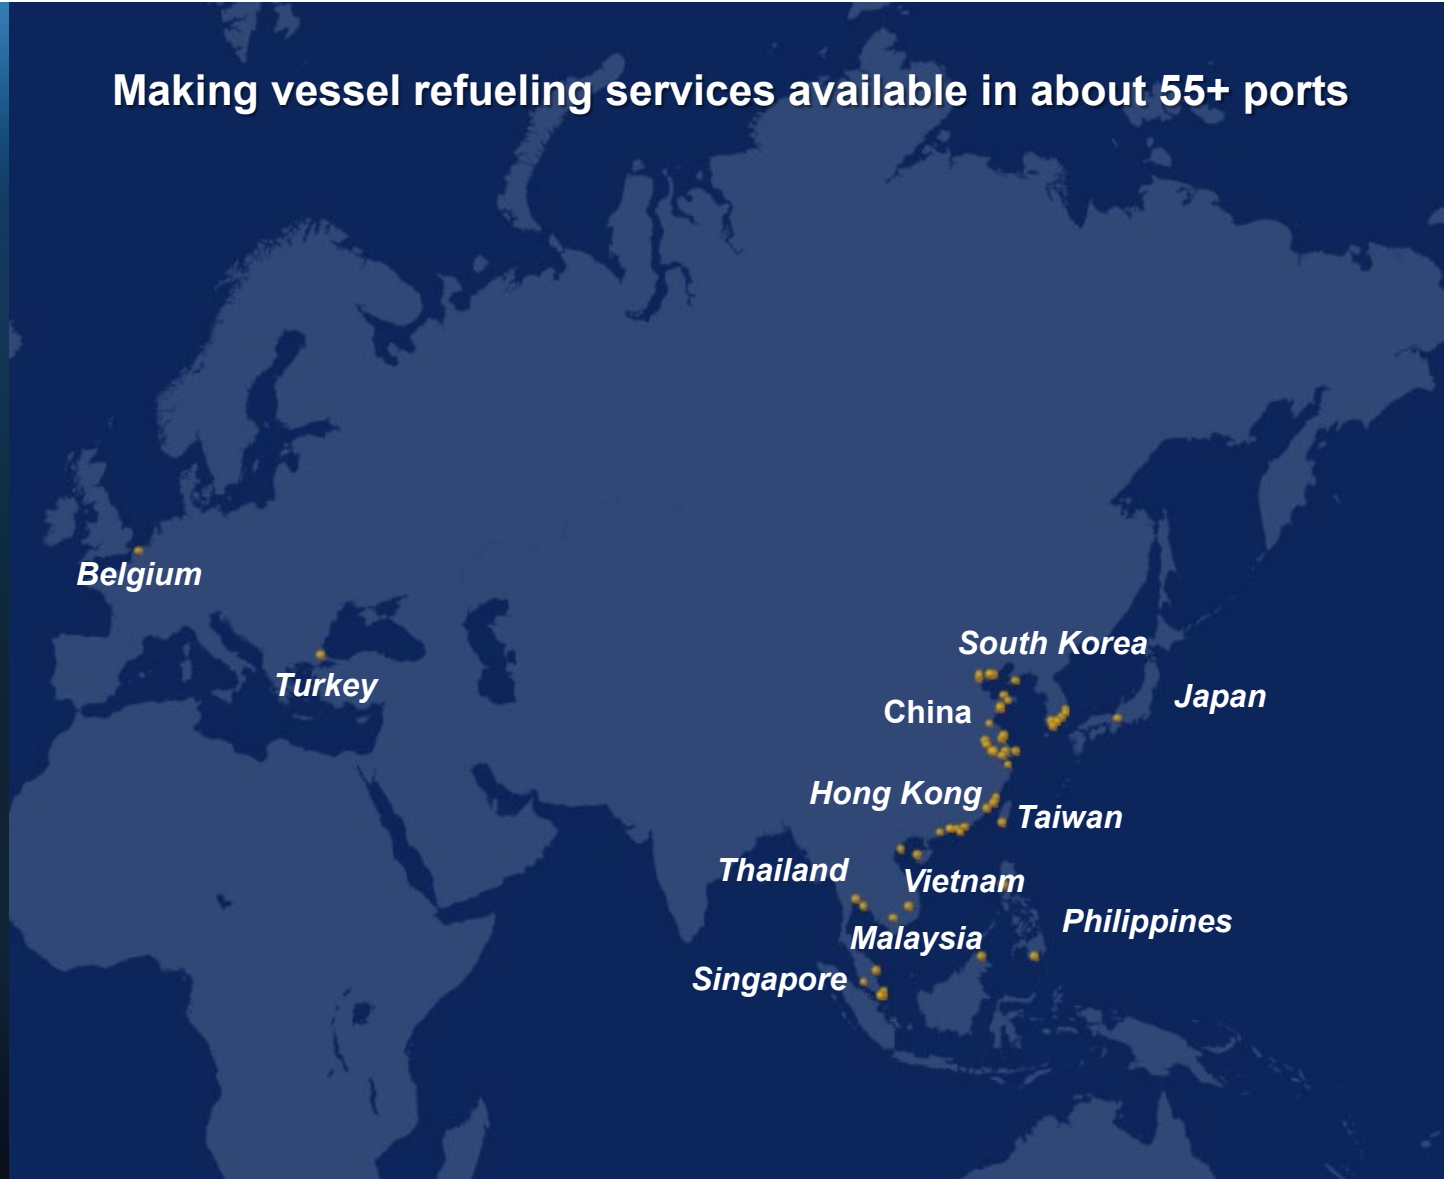 Making vessel refueling services available in about 55+ ports
Belgium
Turkey
South Korea
Japan
China
Hong Kong
Taiwan
Thailand
Vietnam
Philippines
Malaysia
Singapore